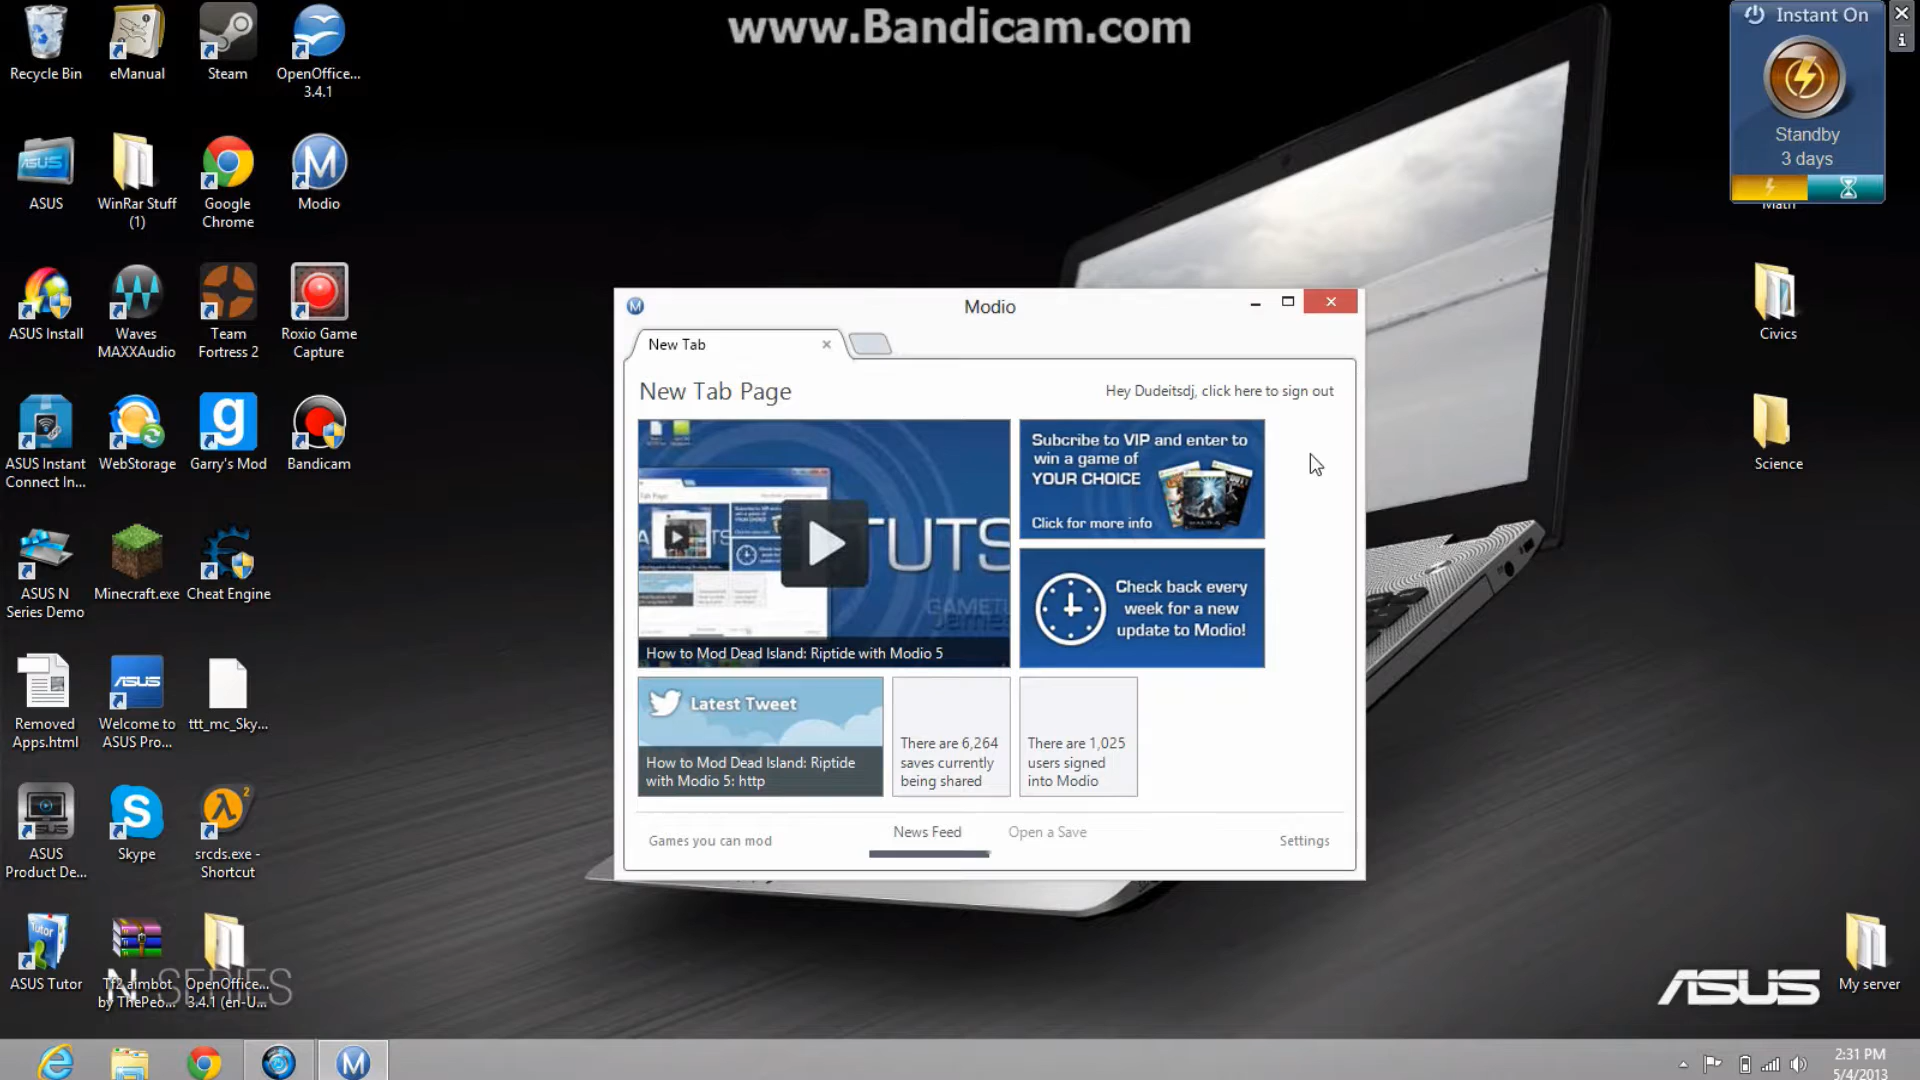 www.Bandicam.com
Recycle Bin
eManual
Steam
OpenOffice...
3.4.1
ASUS
WinRar Stuff
(1)
Google
Chrome
Modio
ASUS Install
Waves
MAXXAudio
Team
Fortress 2
Roxio Game
Capture
ASUS Instant
Connect In...
WebStorage
Garry's Mod
Bandicam
ASUS N
Series Demo
Minecraft.exe
Cheat Engine
Removed
Apps.html
Welcome to
ASUS Pro...
ttt_mc_Sky...
ASUS
Product De...
Skype
srcds.exe -
Shortcut
ASUS Tutor
Tf2 aimbot
by ThePeo...
OpenOffice...
3.4.1 (en-U...
N SERIES
Modio
New Tab
New Tab Page
Hey Dudeitsdj, click here to sign out
TUTS
How to Mod Dead Island: Riptide with Modio 5
Subcribe to VIP and enter to
win a game of
YOUR CHOICE
Click for more info
Check back every
week for a new
update to Modio!
Latest Tweet
How to Mod Dead Island: Riptide
with Modio 5: http
There are 6,264
saves currently
being shared
There are 1,025
users signed
into Modio
Games you can mod
News Feed
Open a Save
Settings
Instant On
Standby
3 days
Math
Civics
Science
My server
ASUS
2:31 PM
5/4/2013